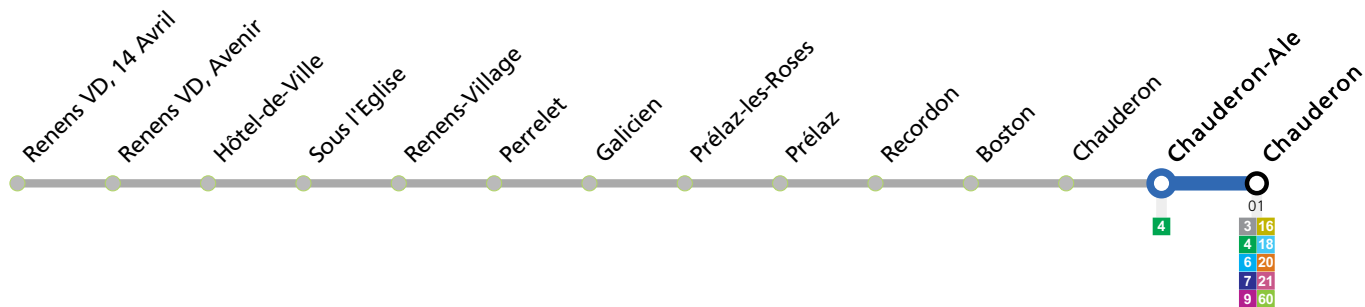 Renens VD, 14 Avril
Renens VD, Avenir
Hôtel-de-Ville
Sous l'Eglise
Renens-Village
Perrelet
Galicien
Prélaz-les-Roses
Prélaz
Recordon
Boston
Chauderon
Chauderon-Ale
Chauderon
01
4
3 16
4 18
6 20
7 21
9 60